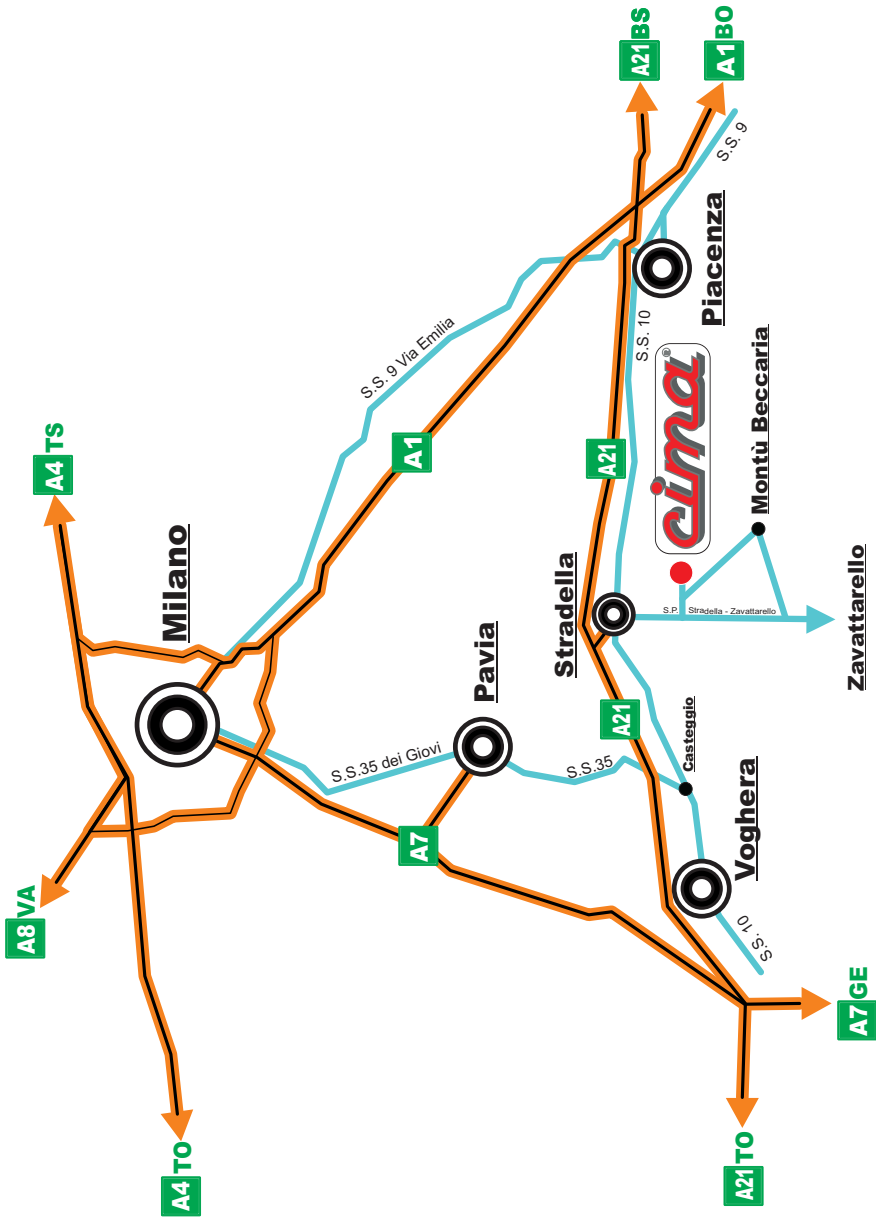 A8 VA
A4 TS
A4 TO
Milano
S.S.35 dei Giovi
S.S. 9 Via Emilia
A7
A1
Pavia
Stradella
S.S.35
A21
A21
A21 BS
S.S. 10
cima®
S.P. Stradella - Zavattarello
Casteggio
Piacenza
A1 BO
S.S. 9
A21 TO
Voghera
S.S. 10
Montù Beccaria
A7 GE
Zavattarello